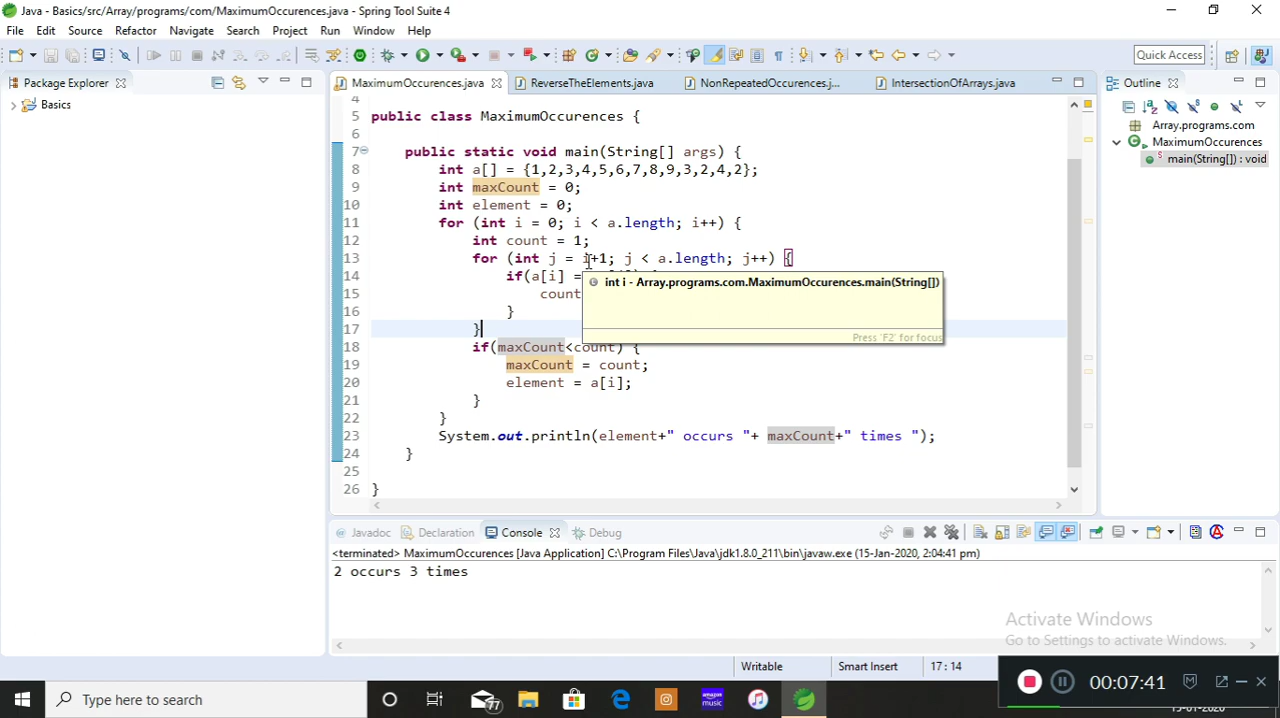 Java - Basics/src/Array/programs/com/MaximumOccurences.java - Spring Tool Suite 4
File Edit Source Refactor Navigate Search Project Run Window Help
Quick Access
Package Explorer
MaximumOccurences.java ReverseTheElements.java NonRepeatedOccurences.j... IntersectionOfArrays.java
Outline
Basics
Array.programs.com
MaximumOccurences
main(String[]) : void
4
5 public class MaximumOccurences {
6
7 public static void main(String[] args) {
8 int a[] = {1,2,3,4,5,6,7,8,9,3,2,4,2};
9 int maxCount = 0;
10 int element = 0;
11 for (int i = 0; i < a.length; i++) {
12 int count = 1;
13 for (int j = i+1; j < a.length; j++) {
14 if(a[i] =
15 count
16 }
17 }
18 if(maxCount<count) {
19 maxCount = count;
20 element = a[i];
21 }
22 }
23 System.out.println(element+" occurs "+ maxCount+" times ");
24 }
25
26 }
int i - Array.programs.com.MaximumOccurences.main(String[])
Press 'F2' for focus
Javadoc Declaration Console Debug
<terminated> MaximumOccurences [Java Application] C:\Program Files\Java\jdk1.8.0_211\bin\javaw.exe (15-Jan-2020, 2:04:41 pm)
2 occurs 3 times
Activate Windows
Go to Settings to activate Windows.
Writable Smart Insert 17 : 14
00:07:41
Type here to search
77
music
15-01-2020